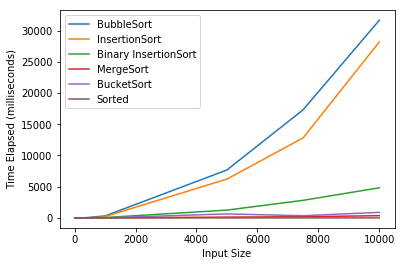 BubbleSort
InsertionSort
Binary InsertionSort
MergeSort
BucketSort
Sorted
30000
25000
20000
15000
10000
5000
0
Time Elapsed (milliseconds)
0 2000 4000 6000 8000 10000
Input Size